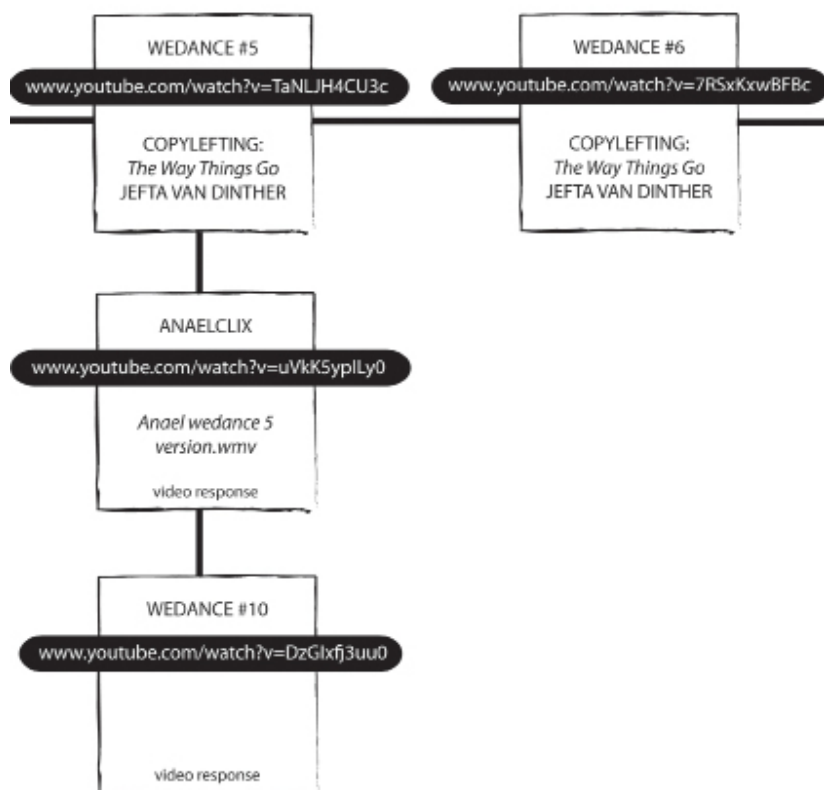 WEDANCE #5
www.youtube.com/watch?v=TaNLJH4CU3c
COPYLEFTING:
The Way Things Go
JEFTA VAN DINTHER
WEDANCE #6
www.youtube.com/watch?v=7RSxKxwBFBc
COPYLEFTING:
The Way Things Go
JEFTA VAN DINTHER
ANAELCLIX
www.youtube.com/watch?v=uVkK5yplLy0
Anael wedance 5
version.wmv
video response
WEDANCE #10
www.youtube.com/watch?v=DzGlxfj3uu0
video response